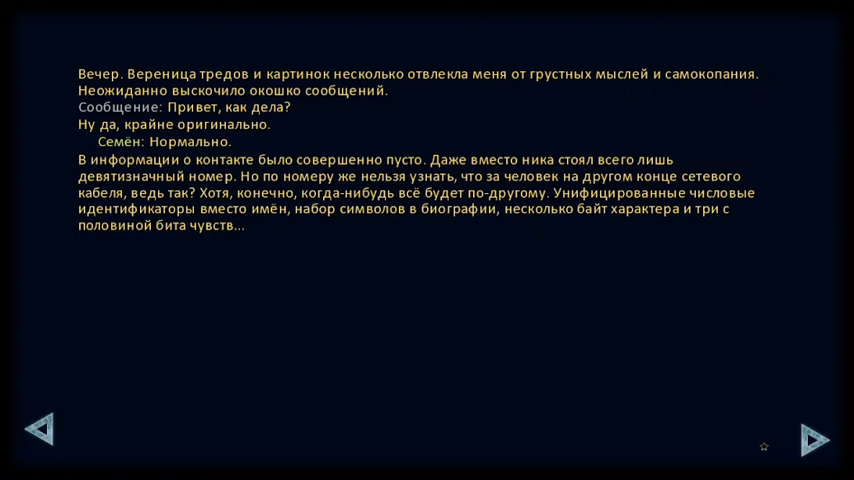 Вечер. Вереница тредов и картинок несколько отвлекла меня от грустных мыслей и самокопания.
Неожиданно выскочило окошко сообщений.
Сообщение: Привет, как дела?
Ну да, крайне оригинально.
Семён: Нормально.
В информации о контакте было совершенно пусто. Даже вместо ника стоял всего лишь
девятизначный номер. Но по номеру же нельзя узнать, что за человек на другом конце сетевого
кабеля, ведь так? Хотя, конечно, когда-нибудь всё будет по-другому. Унифицированные числовые
идентификаторы вместо имён, набор символов в биографии, несколько байт характера и три с
половиной бита чувств...